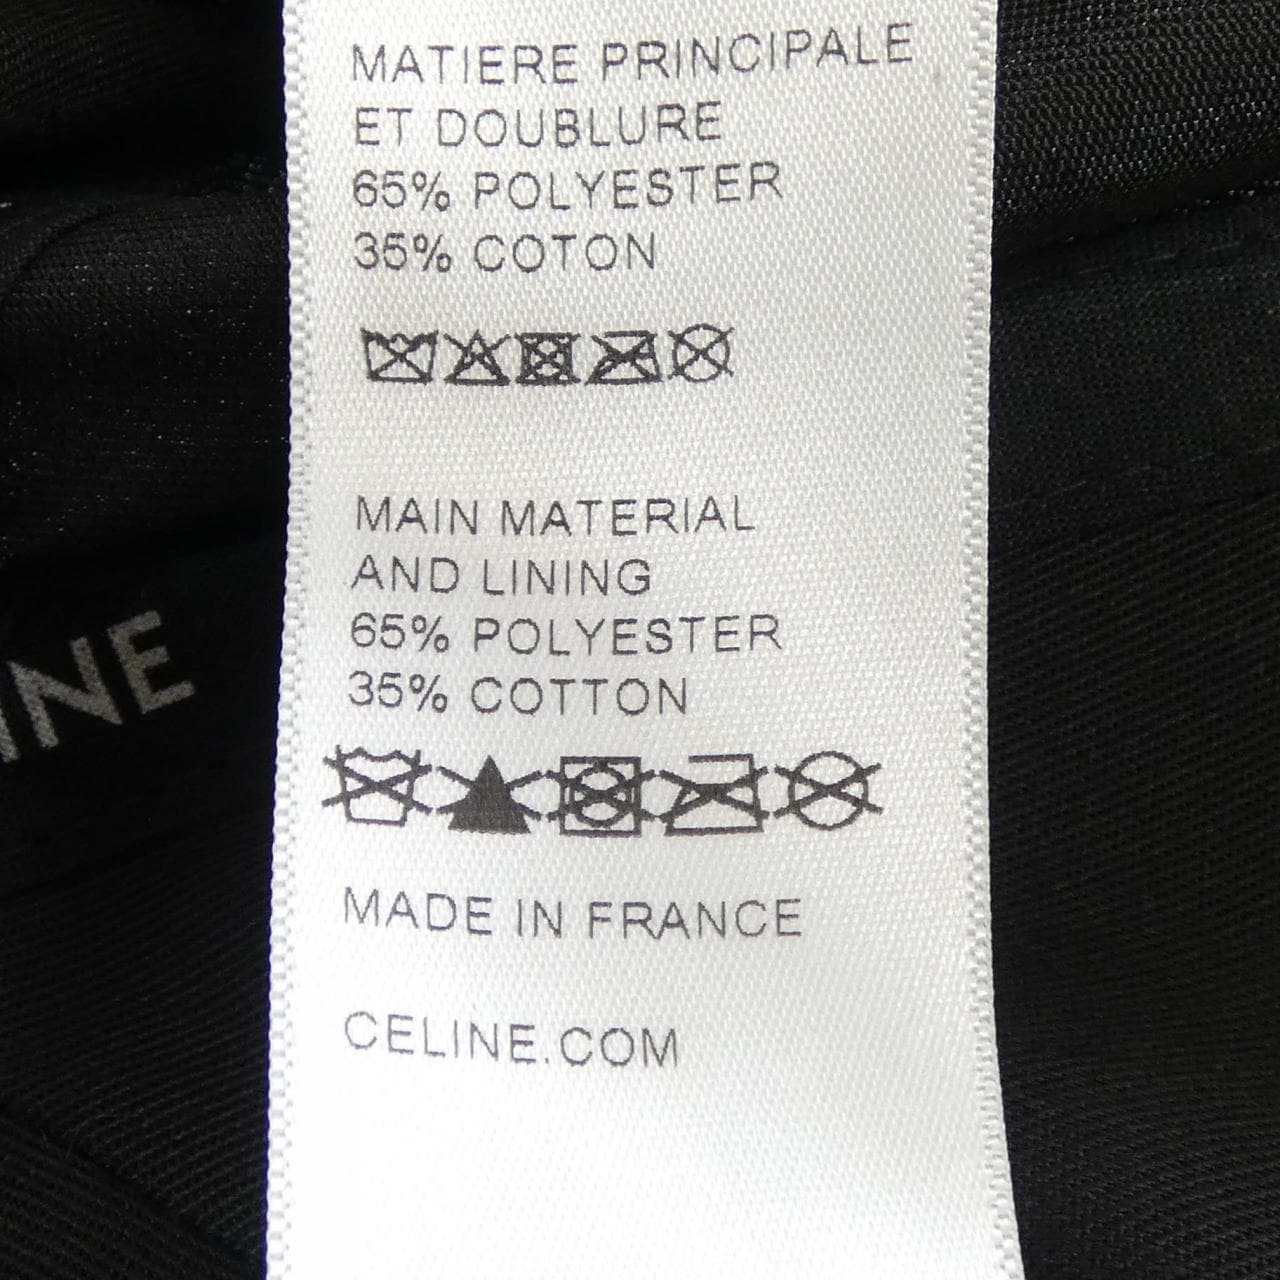 MATIERE PRINCIPALE
ET DOUBLURE
65% POLYESTER
35% COTON
MAIN MATERIAL
AND LINING
65% POLYESTER
35% COTTON
INE
MADE IN FRANCE
CELINE.COM